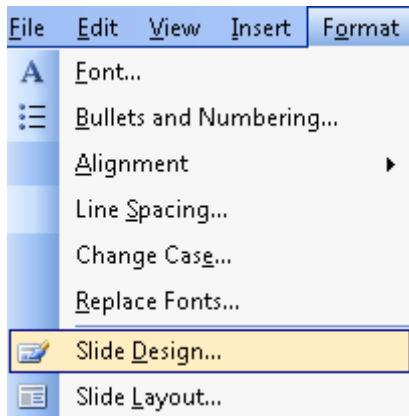 File Edit View Insert Format
Font...
Bullets and Numbering...
Alignment
Line Spacing...
Change Case...
Replace Fonts...
Slide Design...
Slide Layout...